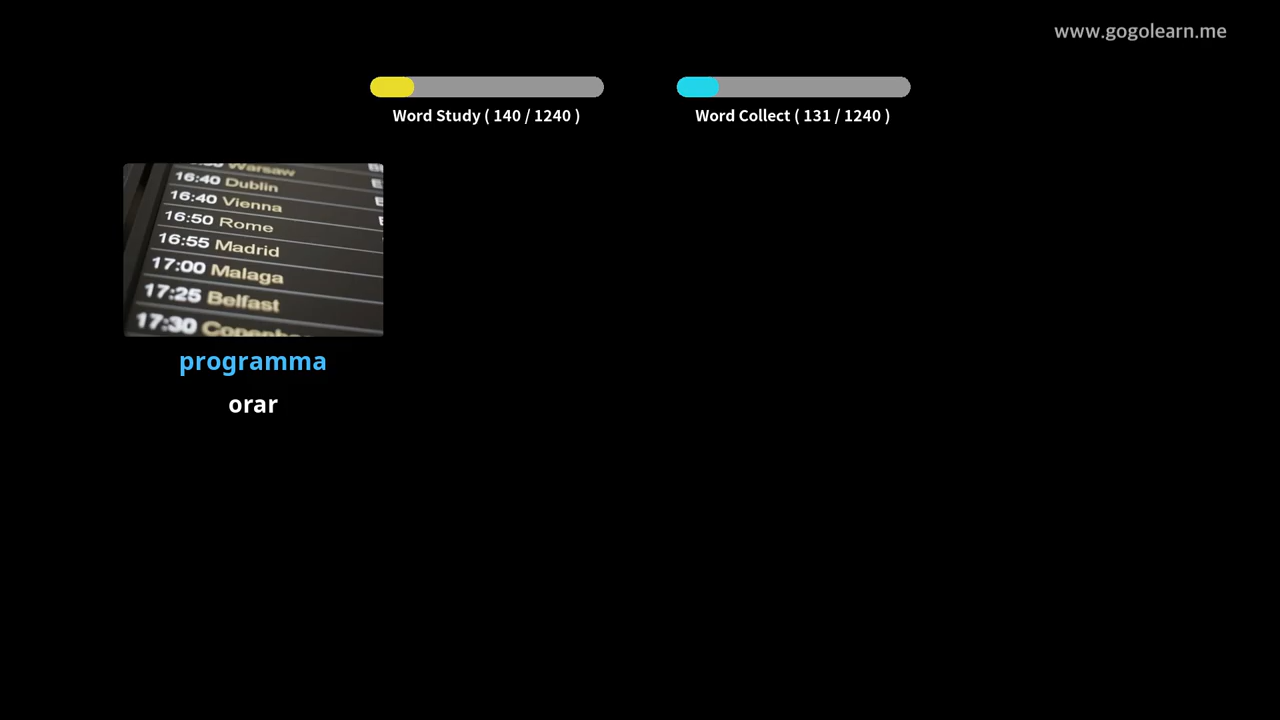 www.gogolearn.me
Word Study ( 140 / 1240 )
Word Collect ( 131 / 1240 )
Warsaw
16:40 Dublin
16:40 Vienna
16:50 Rome
16:55 Madrid
17:00 Malaga
17:25 Belfast
17:30
programma
orar